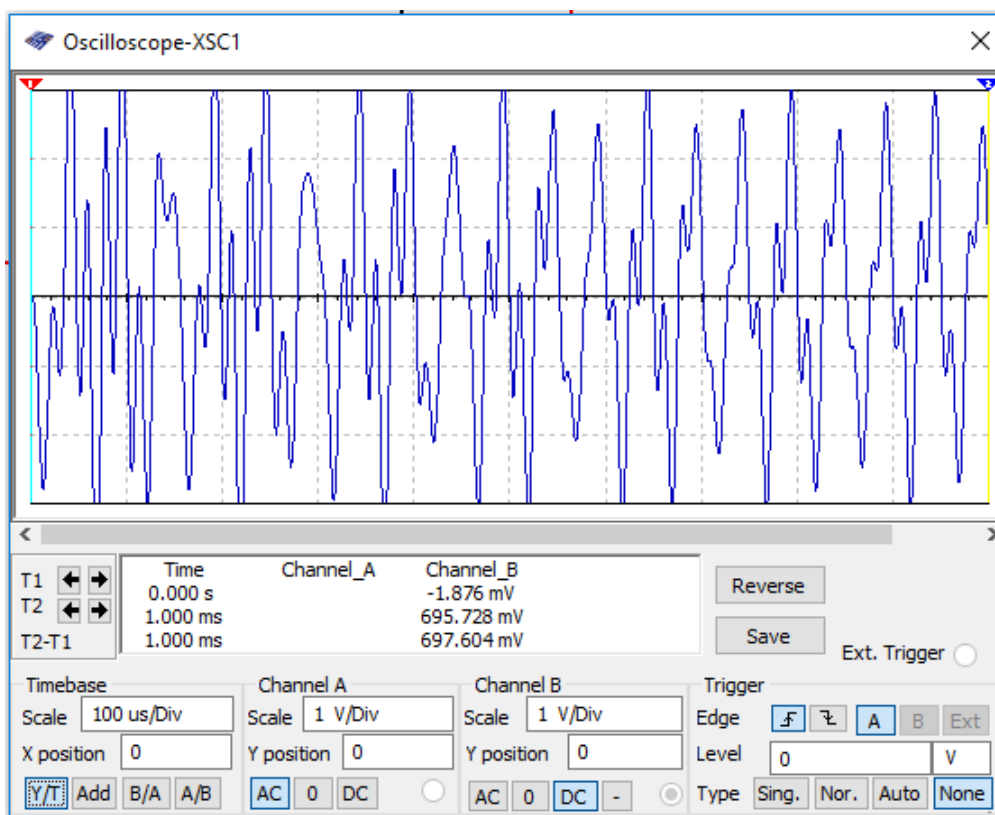 Oscilloscope-XSC1
1 2
T1 Time Channel_A Channel_B
0.000 s -1.876 mV
T2 1.000 ms 695.728 mV
T2-T1 1.000 ms 697.604 mV
Reverse
Save
Ext. Trigger
Timebase
Scale 100 us/Div
X position 0
Y/T Add B/A A/B
Channel A
Scale 1 V/Div
Y position 0
AC 0 DC
Channel B
Scale 1 V/Div
Y position 0
AC 0 DC -
Trigger
Edge A B Ext
Level 0 V
Type Sing. Nor. Auto None